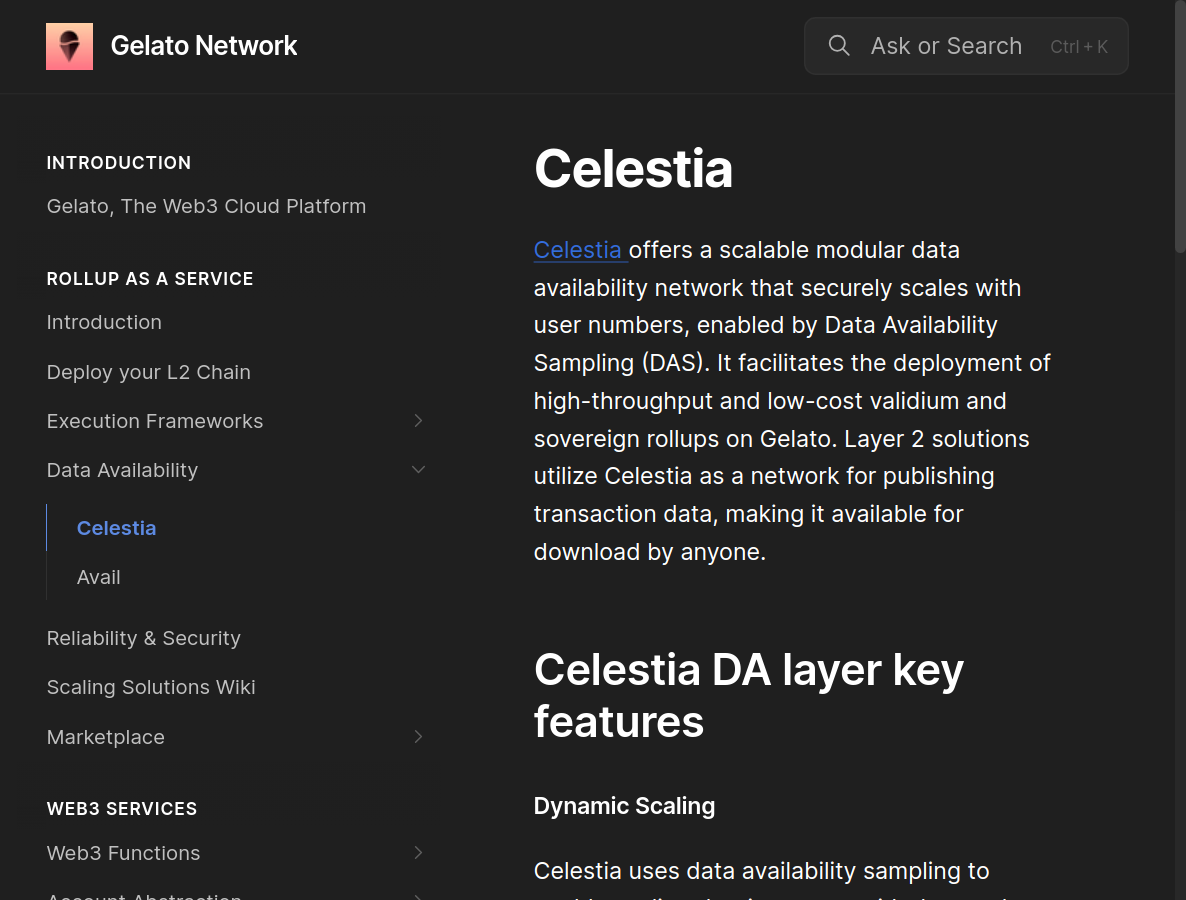 Gelato Network
Ask or Search Ctrl + K
INTRODUCTION
Gelato, The Web3 Cloud Platform
ROLLUP AS A SERVICE
Introduction
Deploy your L2 Chain
Execution Frameworks
Data Availability
Celestia
Avail
Reliability & Security
Scaling Solutions Wiki
Marketplace
WEB3 SERVICES
Web3 Functions
Account Abstraction
Celestia
Celestia offers a scalable modular data
availability network that securely scales with
user numbers, enabled by Data Availability
Sampling (DAS). It facilitates the deployment of
high-throughput and low-cost validium and
sovereign rollups on Gelato. Layer 2 solutions
utilize Celestia as a network for publishing
transaction data, making it available for
download by anyone.
Celestia DA layer key
features
Dynamic Scaling
Celestia uses data availability sampling to